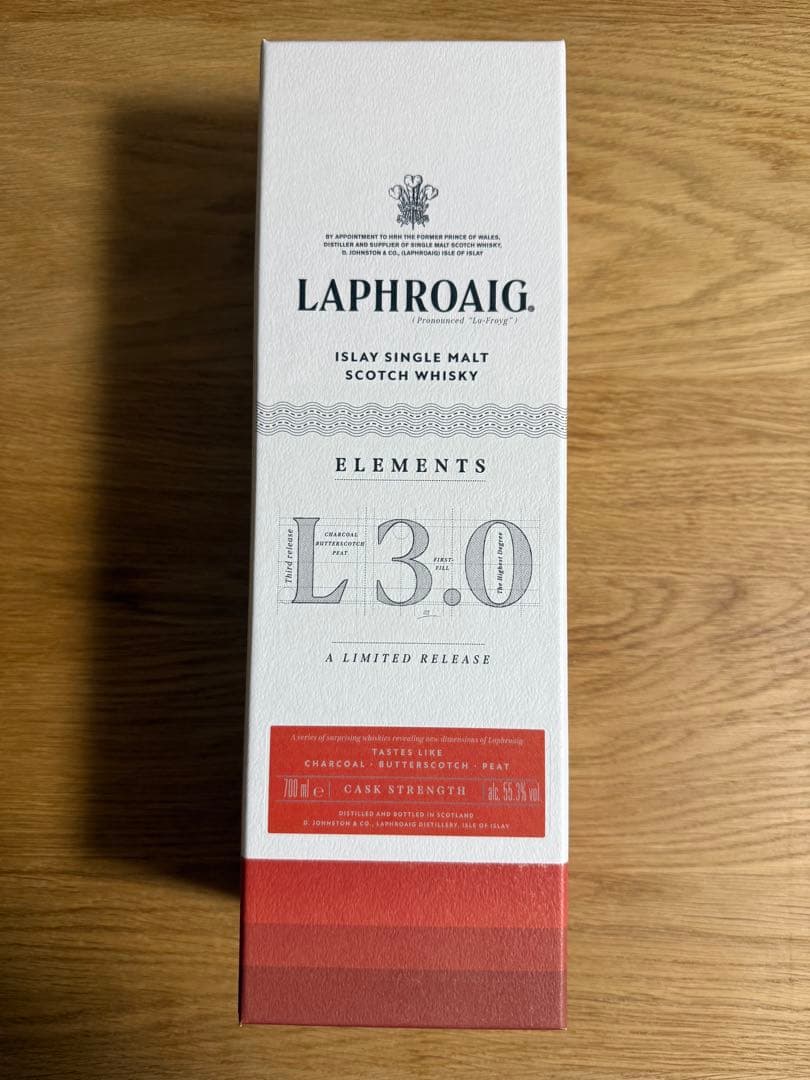 BY APPOINTMENT TO HRH THE FORMER PRINCE OF WALES,
DISTILLER AND SUPPLIER OF SINGLE MALT SCOTCH WHISKY,
D. JOHNSTON & CO., (LAPHROAIG) ISLE OF ISLAY
LAPHROAIG®
(Pronounced "La-Froyg")
ISLAY SINGLE MALT
SCOTCH WHISKY
ELEMENTS
L 3.0
Third release
CHARCOAL
BUTTERSCOTCH
PEAT
FIRST-
FILL
The Highest Degree
A LIMITED RELEASE
A series of surprising whiskies revealing new dimensions of Laphroaig
TASTES LIKE
CHARCOAL · BUTTERSCOTCH · PEAT
700 ml e CASK STRENGTH alc. 55.3% vol
DISTILLED AND BOTTLED IN SCOTLAND
D. JOHNSTON & CO., LAPHROAIG DISTILLERY, ISLE OF ISLAY